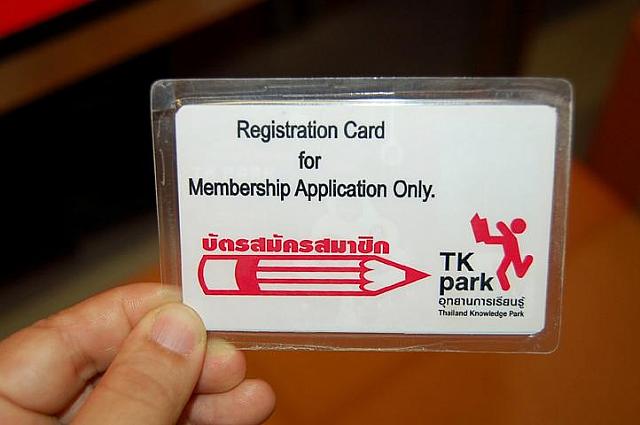 Registration Card
for
Membership Application Only.
บัตรสมัครสมาชิก
TK
park
อุทยานการเรียนรู้
Thailand Knowledge Park